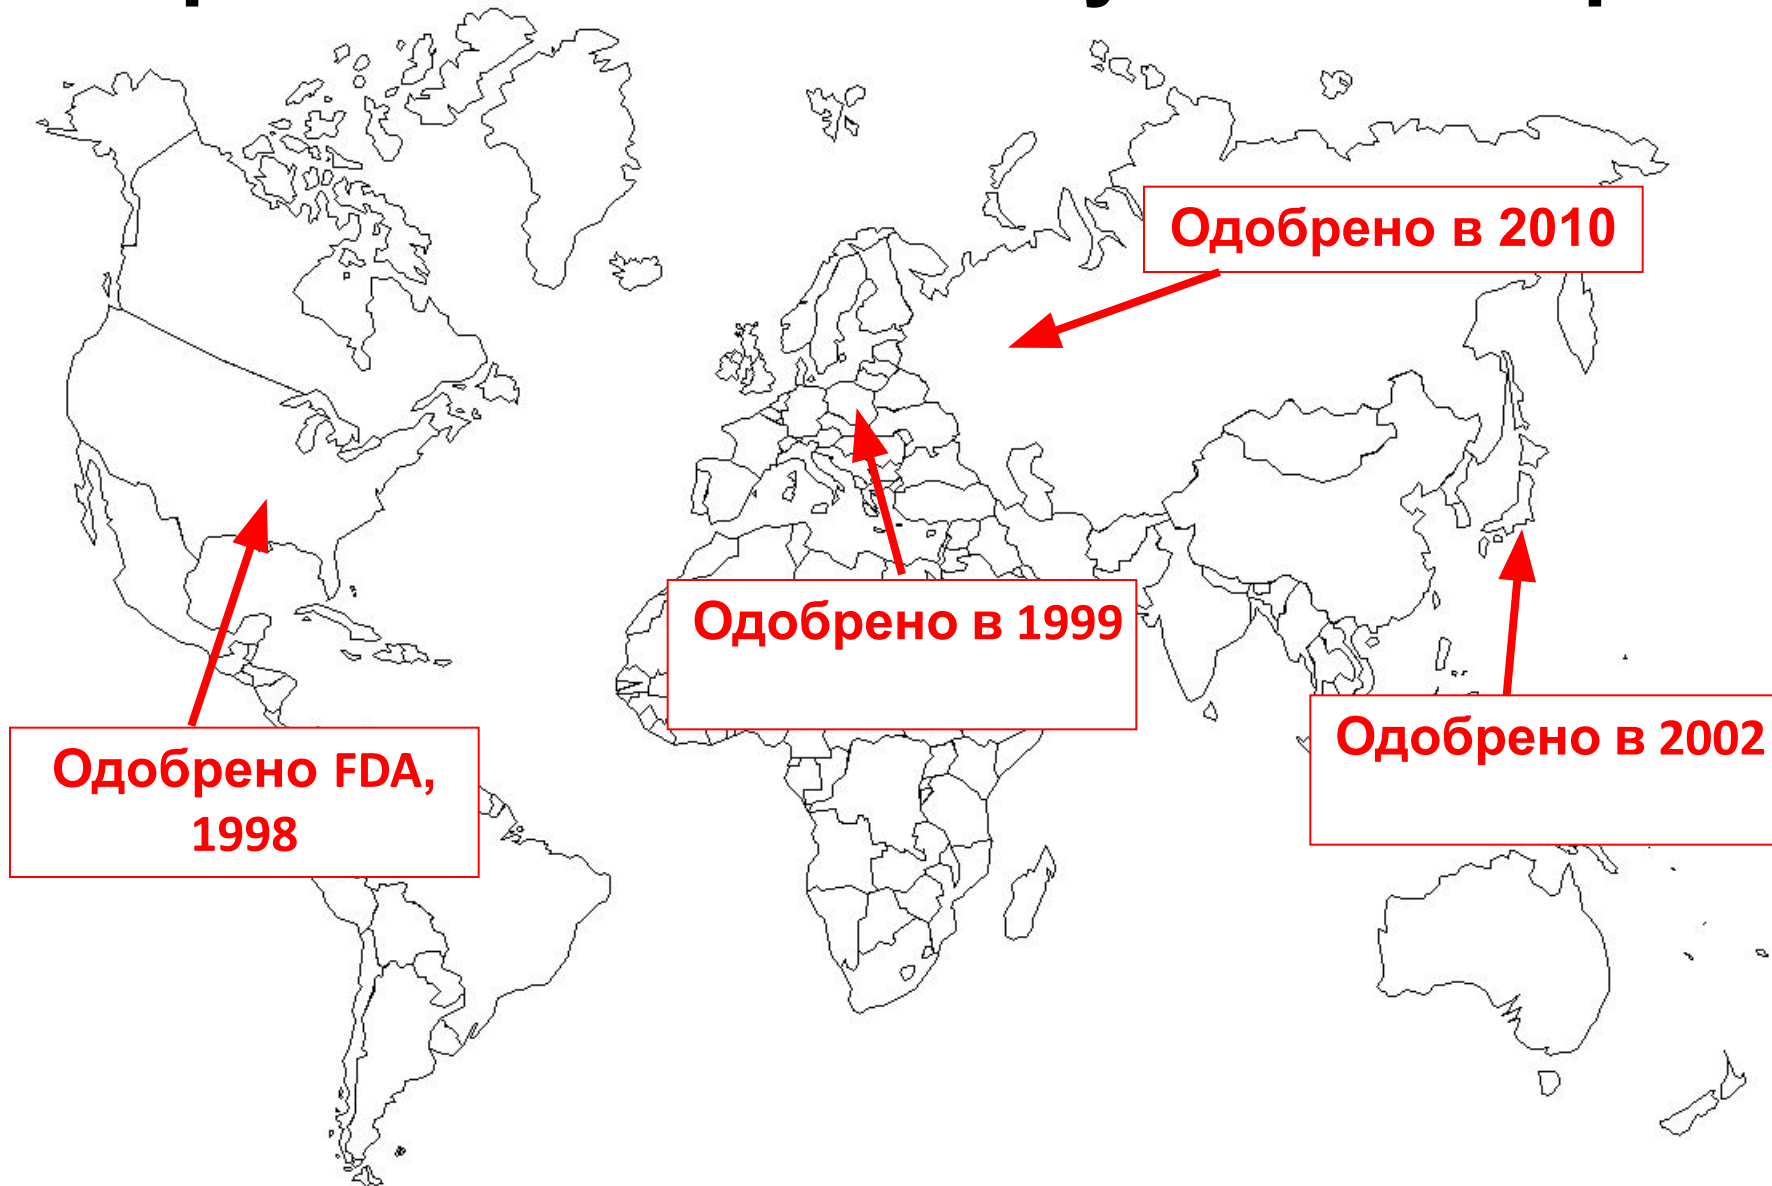 Одобрено в 2010
Одобрено в 1999
Одобрено в 2002
Одобрено FDA,
1998